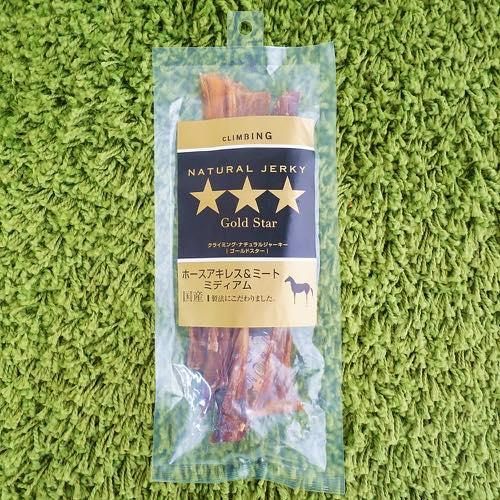 CLIMBING
NATURAL JERKY
Gold Star
クライミング・ナチュラルジャーキー
［ゴールドスター］
ホースアキレス&ミート
ミディアム
国産 製法にこだわりました。